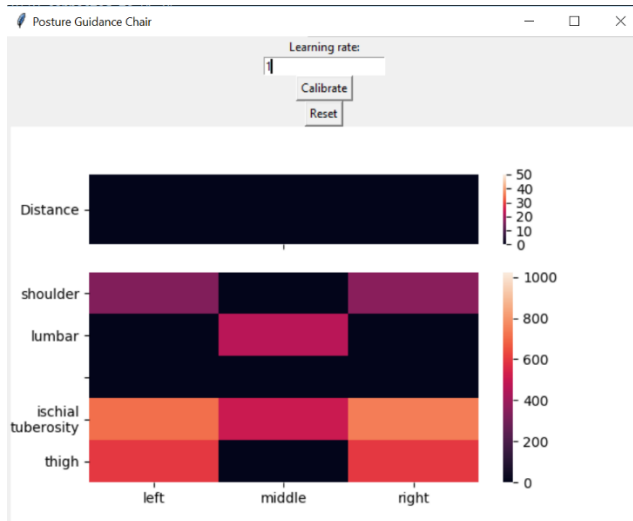 Posture Guidance Chair
Learning rate:
1
Calibrate
Reset
Distance
50
40
30
20
10
0
shoulder
lumbar
ischial
tuberosity
thigh
1000
800
600
400
200
0
left middle right